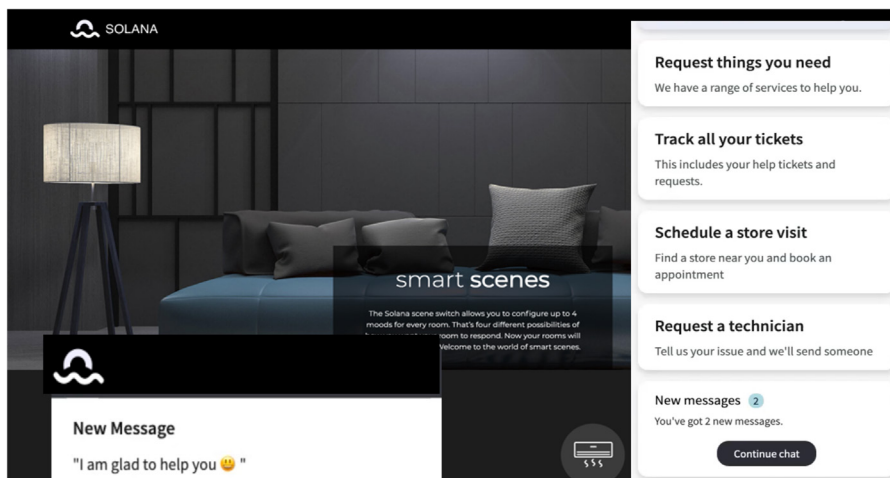 SOLANA
smart scenes
The Solana scene switch allows you to configure up to 4
moods for every room. That's four different possibilities of
room to respond. Now your rooms will
Welcome to the world of smart scenes.
New Message
"I am glad to help you 😃 "
Request things you need
We have a range of services to help you.
Track all your tickets
This includes your help tickets and
requests.
Schedule a store visit
Find a store near you and book an
appointment
Request a technician
Tell us your issue and we'll send someone
New messages 2
You've got 2 new messages.
Continue chat